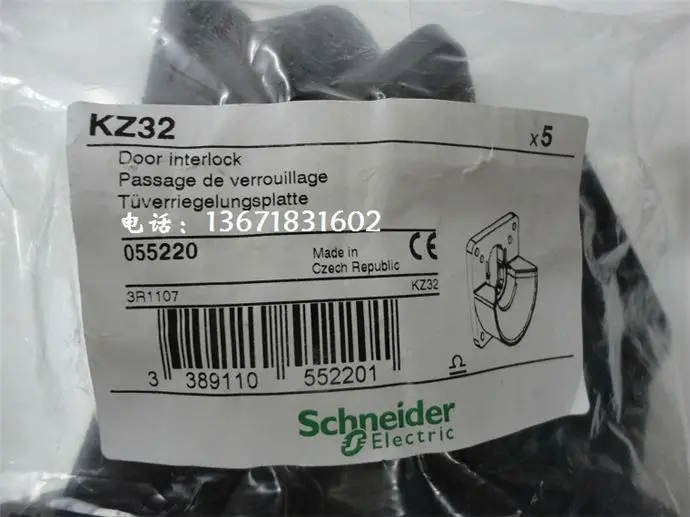 KZ32
x5
Door interlock
Passage de verrouillage
Tüverriegelungsplatte
电话：13671831602
055220
Made in
Czech Republic
CE
3R1107
KZ32
3 389110 552201
Schneider
Electric